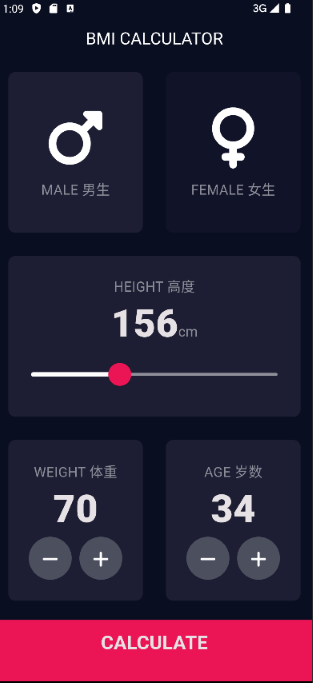 1:09
3G
BMI CALCULATOR
MALE 男生
FEMALE 女生
HEIGHT 高度
156cm
WEIGHT 体重
AGE 岁数
70
34
CALCULATE